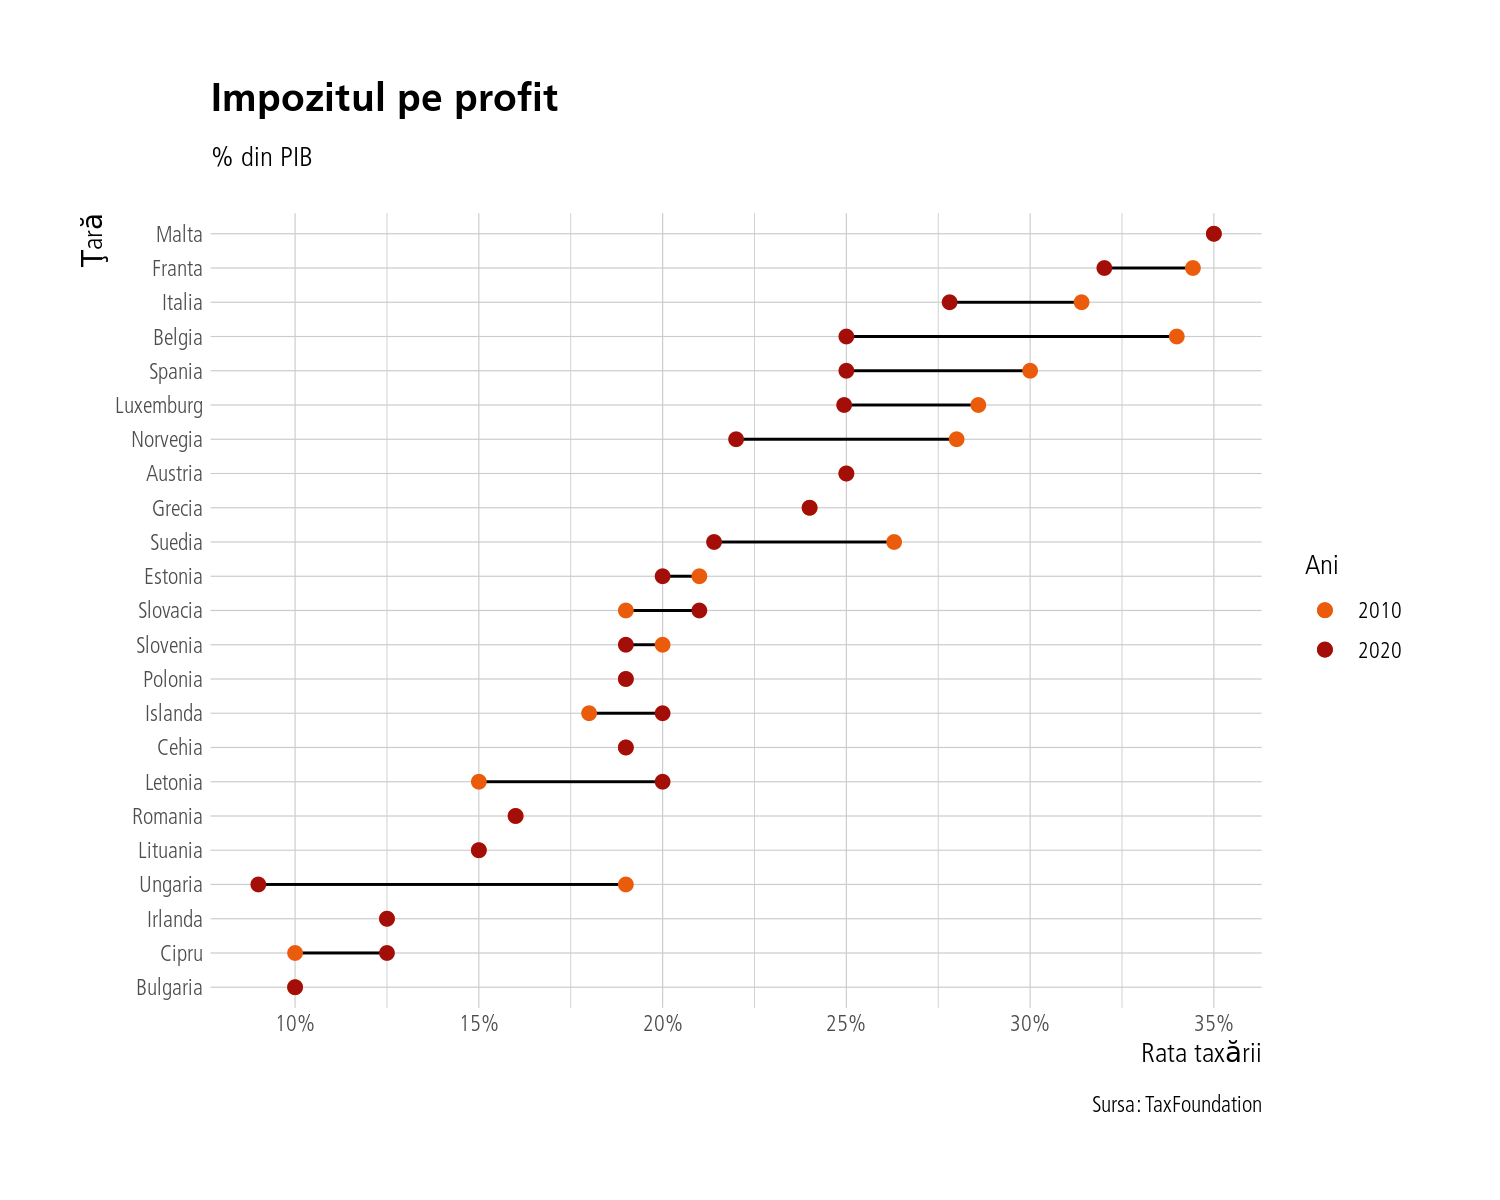 Impozitul pe profit
% din PIB
Ţară
Malta
Franta
Italia
Belgia
Spania
Luxemburg
Norvegia
Austria
Grecia
Suedia
Estonia
Slovacia
Slovenia
Polonia
Islanda
Cehia
Letonia
Romania
Lituania
Ungaria
Irlanda
Cipru
Bulgaria
10% 15% 20% 25% 30% 35%
Rata taxării
Ani
2010
2020
Sursa: TaxFoundation